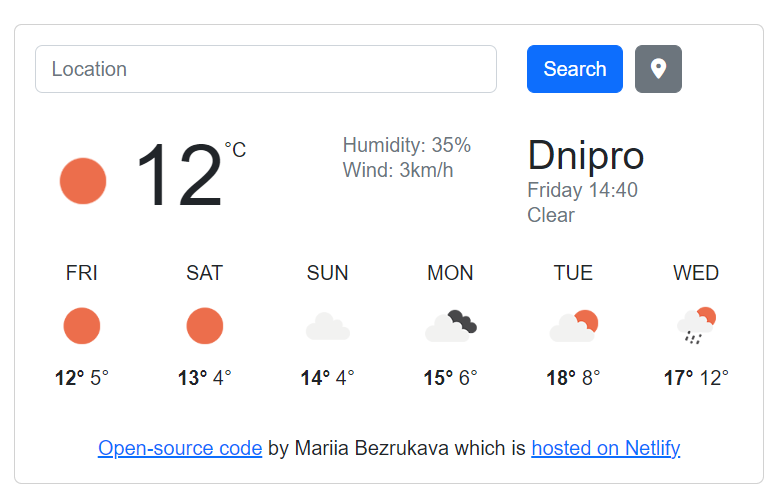 Location
Search
12 °C
Humidity: 35%
Wind: 3km/h
Dnipro
Friday 14:40
Clear
FRI SAT SUN MON TUE WED
12° 5° 13° 4° 14° 4° 15° 6° 18° 8° 17° 12°
Open-source code by Mariia Bezrukava which is hosted on Netlify